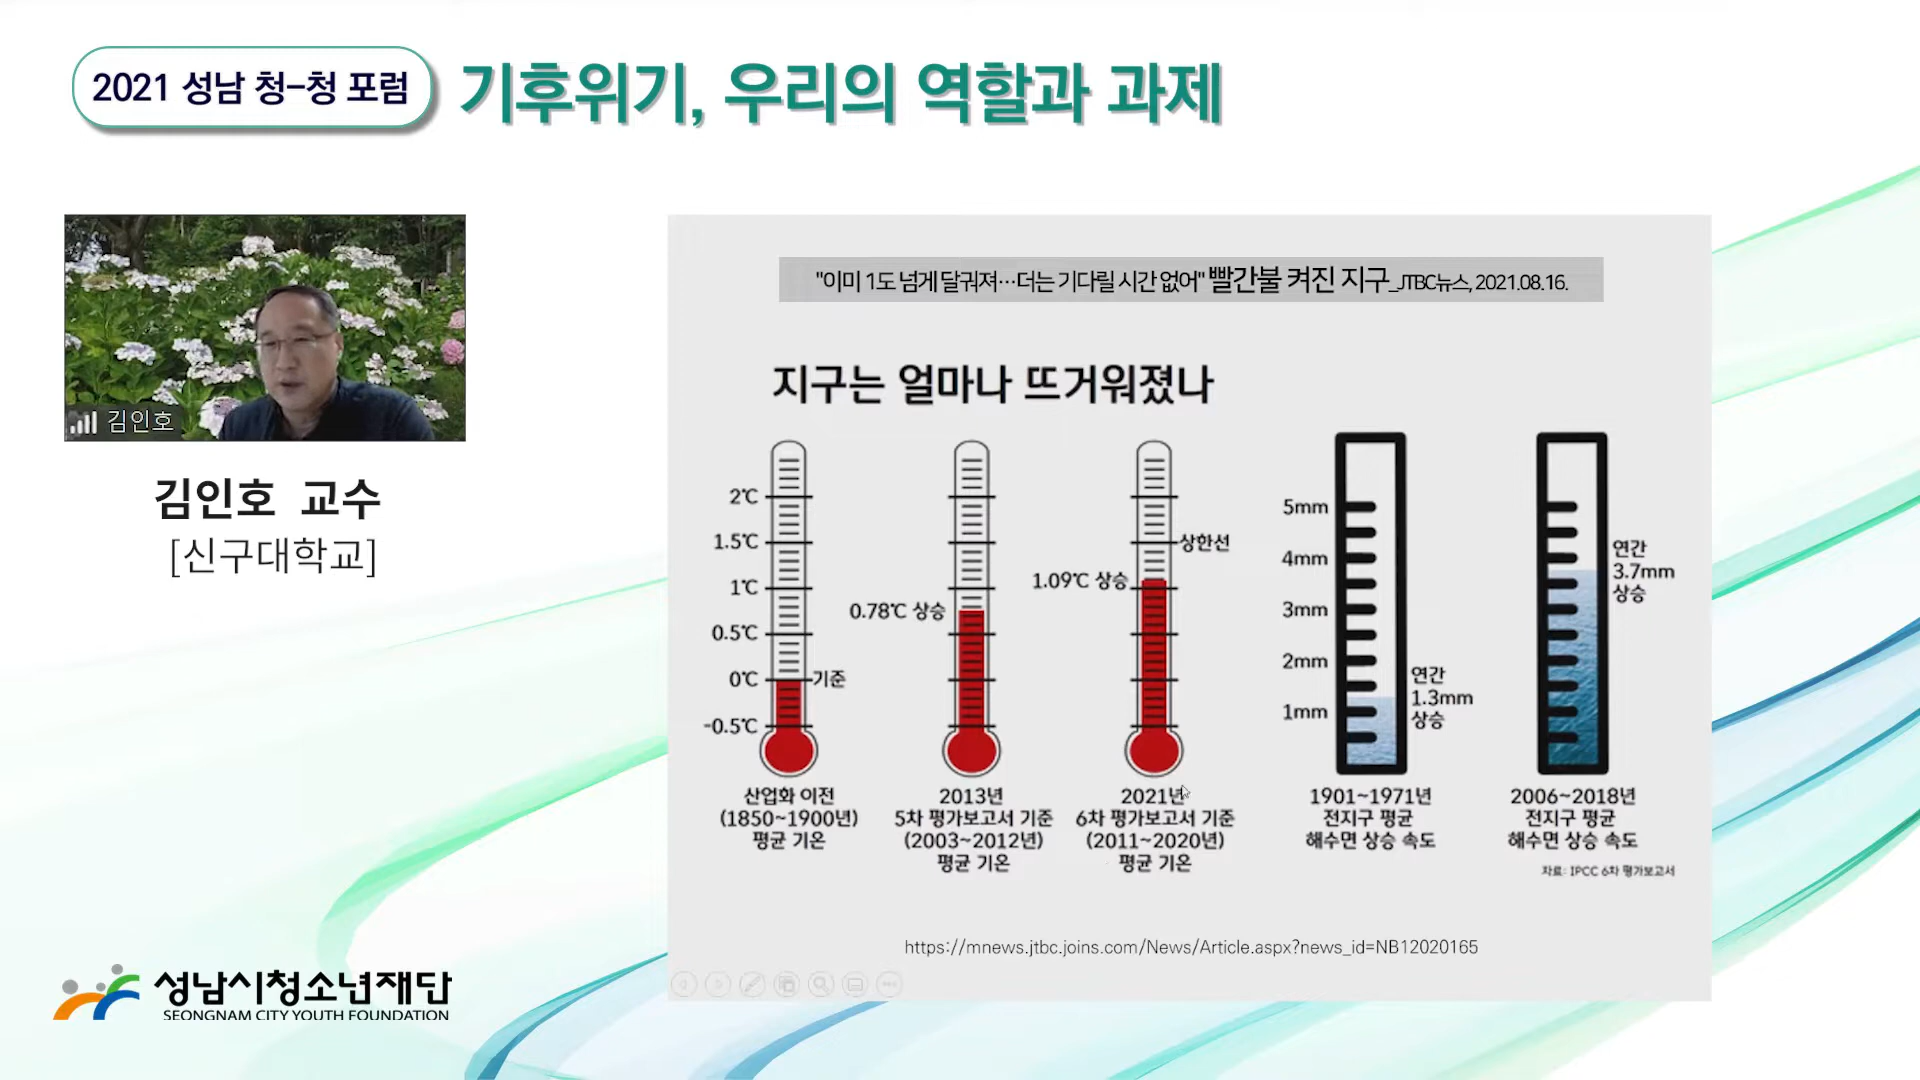 2021 성남 청-청 포럼
기후위기, 우리의 역할과 과제
김인호
김인호 교수
[신구대학교]
"이미 1도 넘게 달궈져…더는 기다릴 시간 없어" 빨간불 켜진 지구_JTBC뉴스, 2021.08.16.
지구는 얼마나 뜨거워졌나
2℃
1.5℃
1℃
0.5℃
0℃
-0.5℃
기준
산업화 이전
(1850~1900년)
평균 기온
0.78℃ 상승
2013년
5차 평가보고서 기준
(2003~2012년)
평균 기온
상한선
1.09℃ 상승
2021년
6차 평가보고서 기준
(2011~2020년)
평균 기온
5mm
4mm
3mm
2mm
1mm
연간
1.3mm
상승
1901~1971년
전지구 평균
해수면 상승 속도
연간
3.7mm
상승
2006~2018년
전지구 평균
해수면 상승 속도
자료: IPCC 6차 평가보고서
https://mnews.jtbc.joins.com/News/Article.aspx?news_id=NB12020165
성남시청소년재단
SEONGNAM CITY YOUTH FOUNDATION